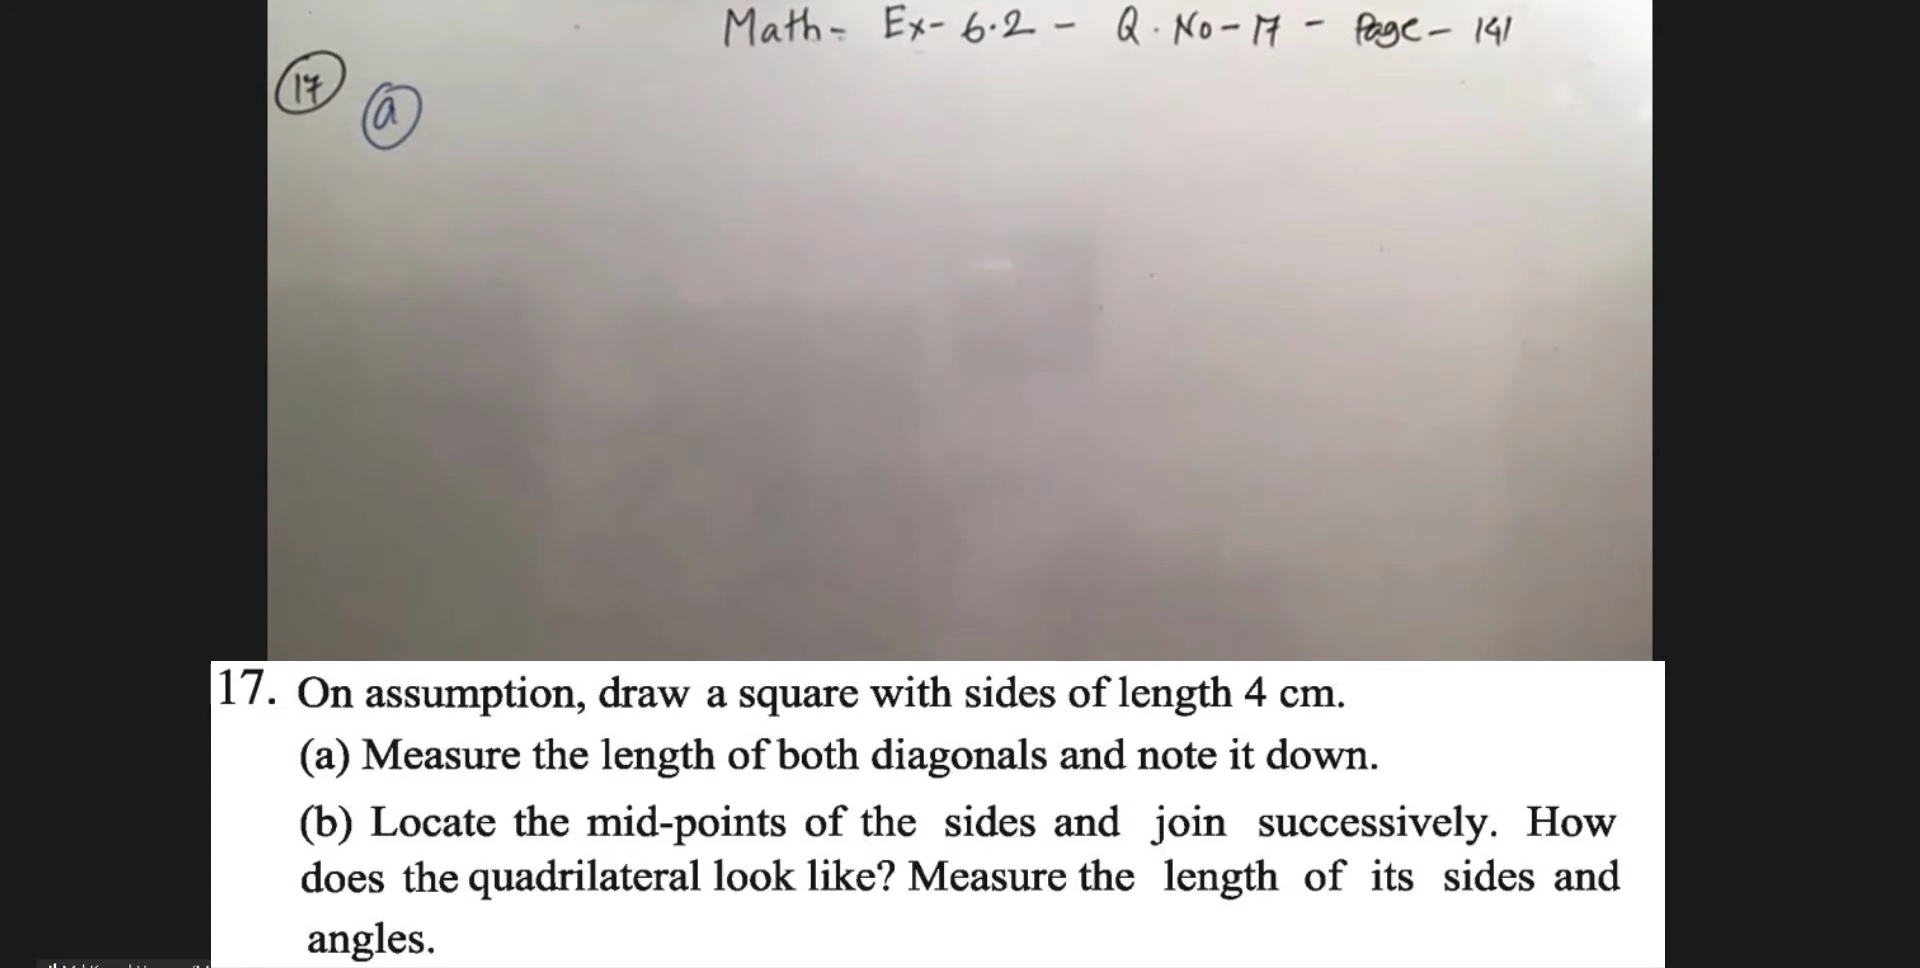 Math- Ex- 6.2 - Q. No-17 - Page- 141
17 a
17. On assumption, draw a square with sides of length 4 cm.
(a) Measure the length of both diagonals and note it down.
(b) Locate the mid-points of the sides and join successively. How
does the quadrilateral look like? Measure the length of its sides and
angles.